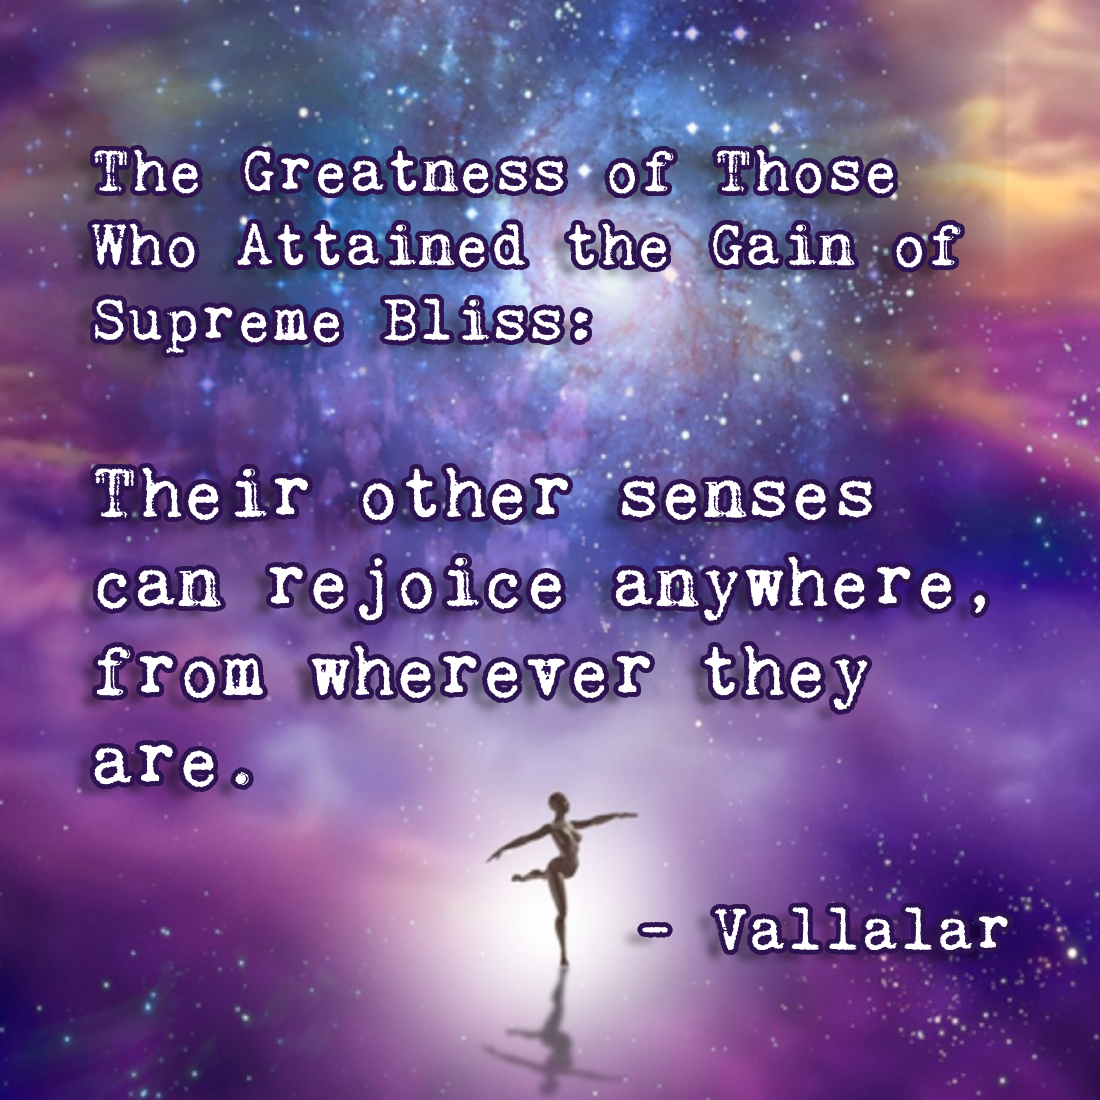 The Greatness of Those
Who Attained the Gain of
Supreme Bliss:
Their other senses
can rejoice anywhere,
from wherever they
are.
- Vallalar